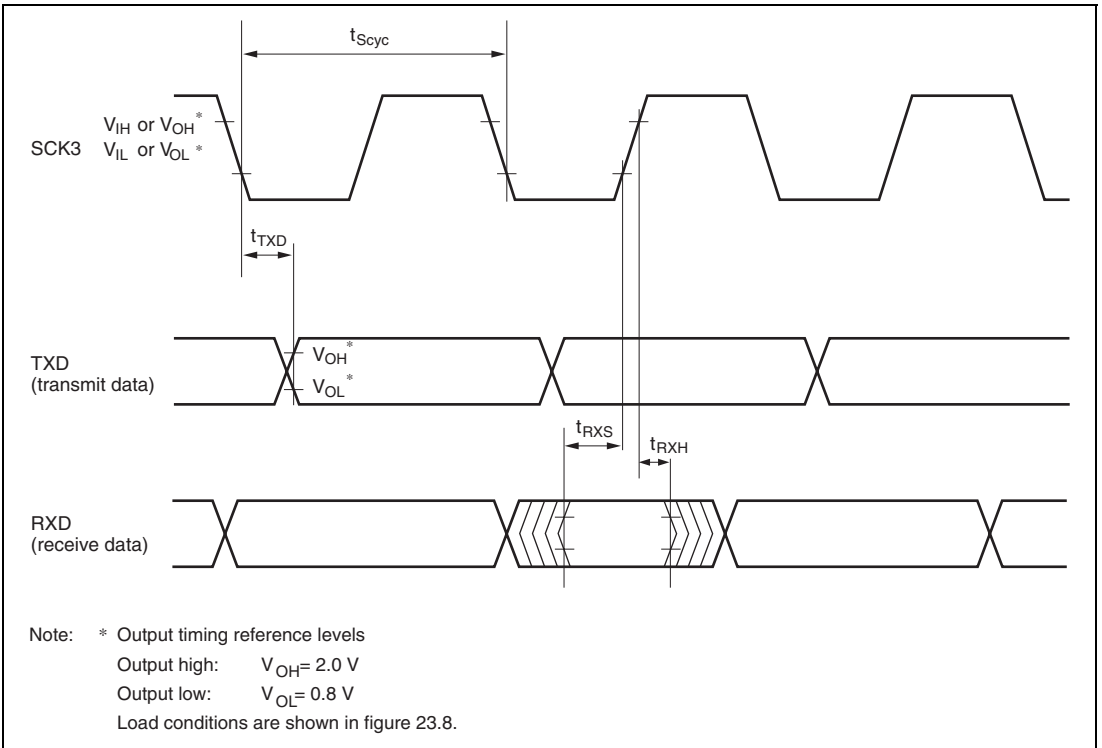 tScyc
VIH or VOH*
SCK3
VIL or VOL *
tTXD
TXD
(transmit data)
VOH*
VOL*
tRXS
tRXH
RXD
(receive data)
Note: * Output timing reference levels
Output high: VOH= 2.0 V
Output low: VOL= 0.8 V
Load conditions are shown in figure 23.8.